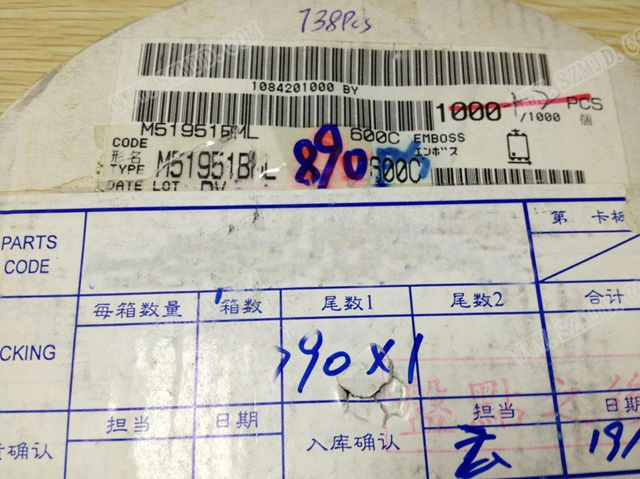 738Pcs
1084201000 BY
1000 /1000 PCS 個
M51951BML 600C EMBOSS
CODE エンボス
形名
TYPE M51951BML 890 600C
DATE LOT
PARTS CODE
第 卡板
每箱数量 箱数 尾数1 尾数2 合计
CKING 790×1
担当 日期 入库确认 担当 日期
货确认 19/